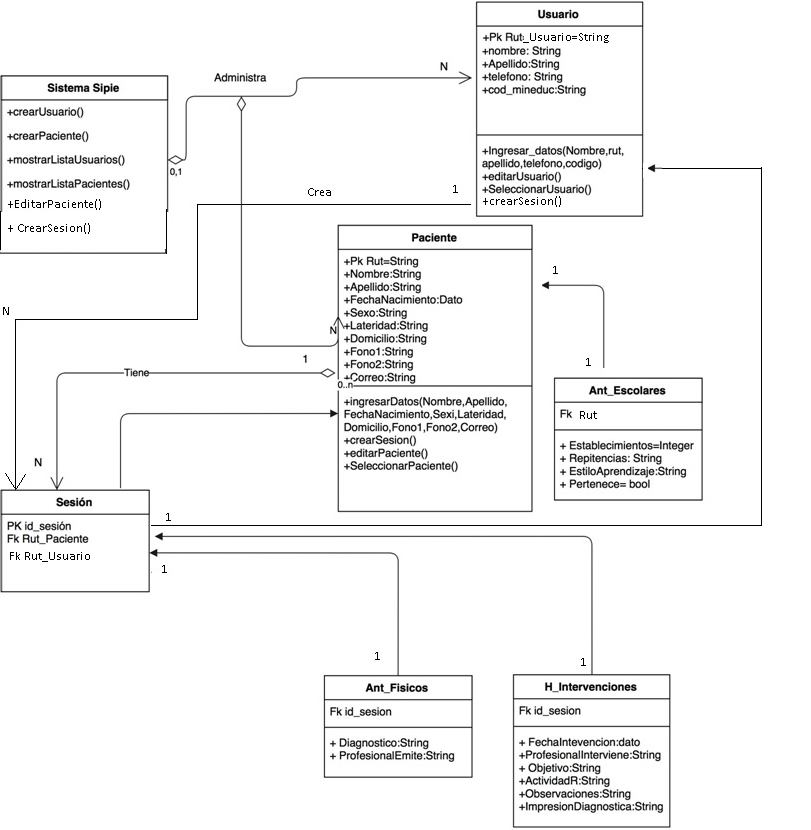 Usuario
+Pk Rut:_Usuario=String
+nombre: String
+Apellido:String
+telefono: String
+cod_mineduc:String
+Ingresar_datos(Nombre,rut,
apellido,telefono,codigo)
+editarUsuario()
+SeleccionarUsuario()
+crearSesion()
Administra
N
Sistema Sipie
+crearUsuario()
+crearPaciente()
+mostrarListaUsuarios()
+mostrarListaPacientes()
+EditarPaciente()
+ CrearSesion()
0,1
Crea
1
N
Paciente
+Pk Rut=String
+Nombre:String
+Apellido:String
+FechaNacimiento:Dato
+Sexo:String
+Lateridad:String
+Domilicio:String
+Fono1:String
+Fono2:String
+Correo:String
+ingresarDatos(Nombre,Apellido,
FechaNacimiento,Sexi,Lateridad,
Domilicio,Fono1,Fono2,Correo)
+crearSesion()
+editarPaciente()
+SeleccionarPaciente()
N
1
0..n
Tiene
N
1
1
Ant_Escolares
Fk Rut
+ Establecimientos=Integer
+ Repitencias: String
+ EstiloAprendizaje:String
+ Pertenece= bool
Sesión
PK id_sesión
Fk Rut_Paciente
Fk Rut_Usuario
1
1
1
1
Ant_Fisicos
Fk id_sesion
+ Diagnostico:String
+ ProfesionalEmite:String
H_Intervenciones
Fk id_sesion
+ FechaIntevencion:dato
+ProfesionalInterviene:String
+ Objetivo:String
+ActividadR:String
+Observaciones:String
+ImpresionDiagnostica:String